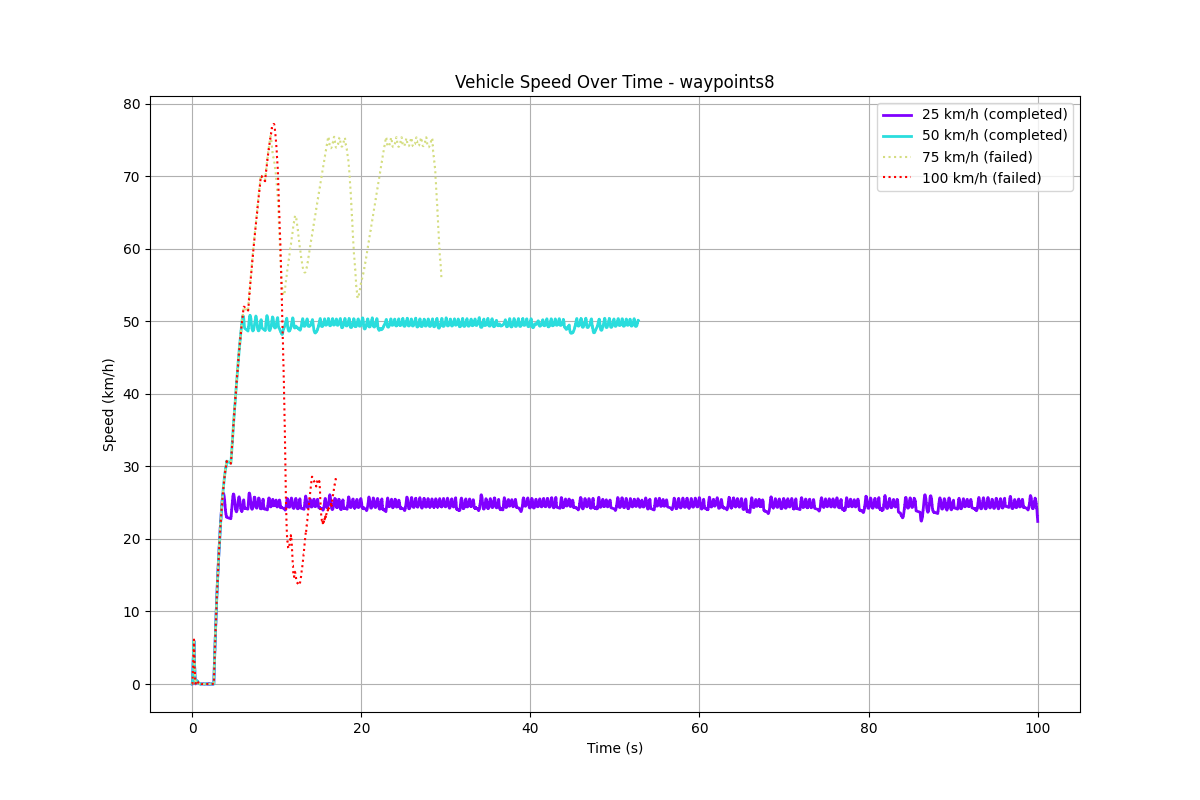 Vehicle Speed Over Time - waypoints8
25 km/h (completed)
50 km/h (completed)
75 km/h (failed)
100 km/h (failed)
Speed (km/h)
80
70
60
50
40
30
20
10
0
0 20 40 60 80 100
Time (s)